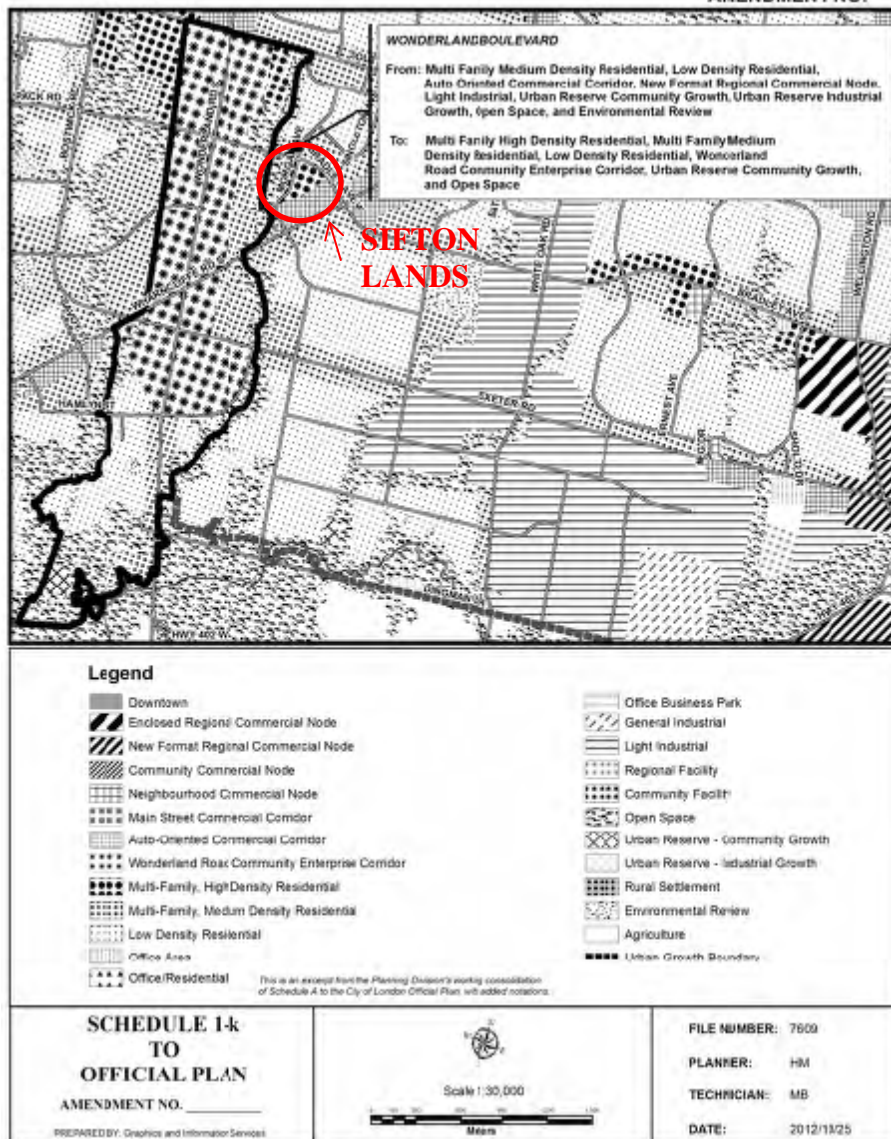 WONDERLANDBOULEVARD
From: Multi Family Medium Density Residential, Low Density Residential,
Auto Oriented Commercial Corridor, New Format Regional Commercial Node,
Light Industrial, Urban Reserve Community Growth, Urban Reserve Industrial
Growth, Open Space, and Environmental Review
To: Multi Family High Density Residential, Multi Family Medium
Density Residential, Low Density Residential, Wonderland
Road Community Enterprise Corridor, Urban Reserve Community Growth,
and Open Space
PACK RD
SIFTON
LANDS
WHITE OAK RD
BRADLEY AVE
WELLINGTON RD
ERNEST AVE
EXETER RD
HAMLYN ST
HWY 402 W
Legend
Downtown
Enclosed Regional Commercial Node
New Format Regional Commercial Node
Community Commercial Node
Neighbourhood Commercial Node
Main Street Commercial Corridor
Auto-Oriented Commercial Corridor
Wonderland Road Community Enterprise Corridor
Multi-Family, High Density Residential
Multi-Family, Medium Density Residential
Low Density Residential
Office Area
Office/Residential
Office Business Park
General Industrial
Light Industrial
Regional Facility
Community Facility
Open Space
Urban Reserve - Community Growth
Urban Reserve - Industrial Growth
Rural Settlement
Environmental Review
Agriculture
Urban Growth Boundary
This is an excerpt from the Planning Division's working consolidation
of Schedule A to the City of London Official Plan, with added notations.
SCHEDULE 1-k
TO
OFFICIAL PLAN
AMENDMENT NO.
PREPARED BY: Graphics and Information Services
Scale 1:30,000
Meters
FILE NUMBER: 7609
PLANNER: HM
TECHNICIAN: MB
DATE: 2012/10/25